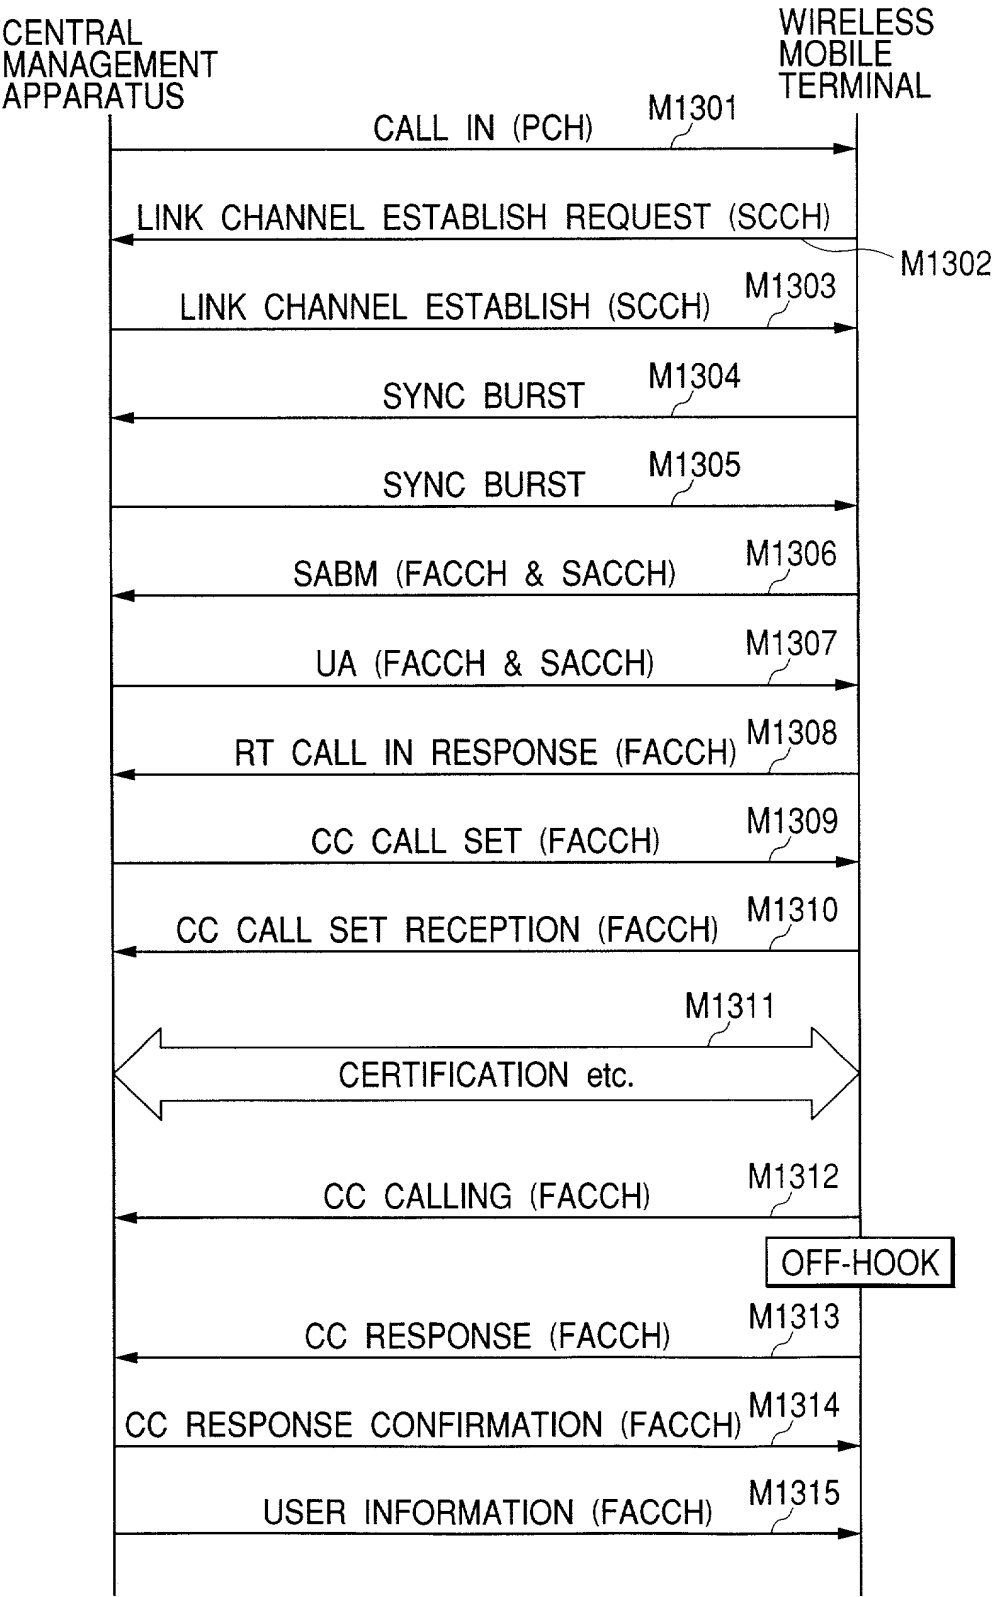 CENTRAL
MANAGEMENT
APPARATUS
WIRELESS
MOBILE
TERMINAL
M1301
CALL IN (PCH)
LINK CHANNEL ESTABLISH REQUEST (SCCH)
M1302
M1303
LINK CHANNEL ESTABLISH (SCCH)
M1304
SYNC BURST
M1305
SYNC BURST
M1306
SABM (FACCH & SACCH)
M1307
UA (FACCH & SACCH)
M1308
RT CALL IN RESPONSE (FACCH)
M1309
CC CALL SET (FACCH)
M1310
CC CALL SET RECEPTION (FACCH)
M1311
CERTIFICATION etc.
M1312
CC CALLING (FACCH)
OFF-HOOK
M1313
CC RESPONSE (FACCH)
M1314
CC RESPONSE CONFIRMATION (FACCH)
M1315
USER INFORMATION (FACCH)